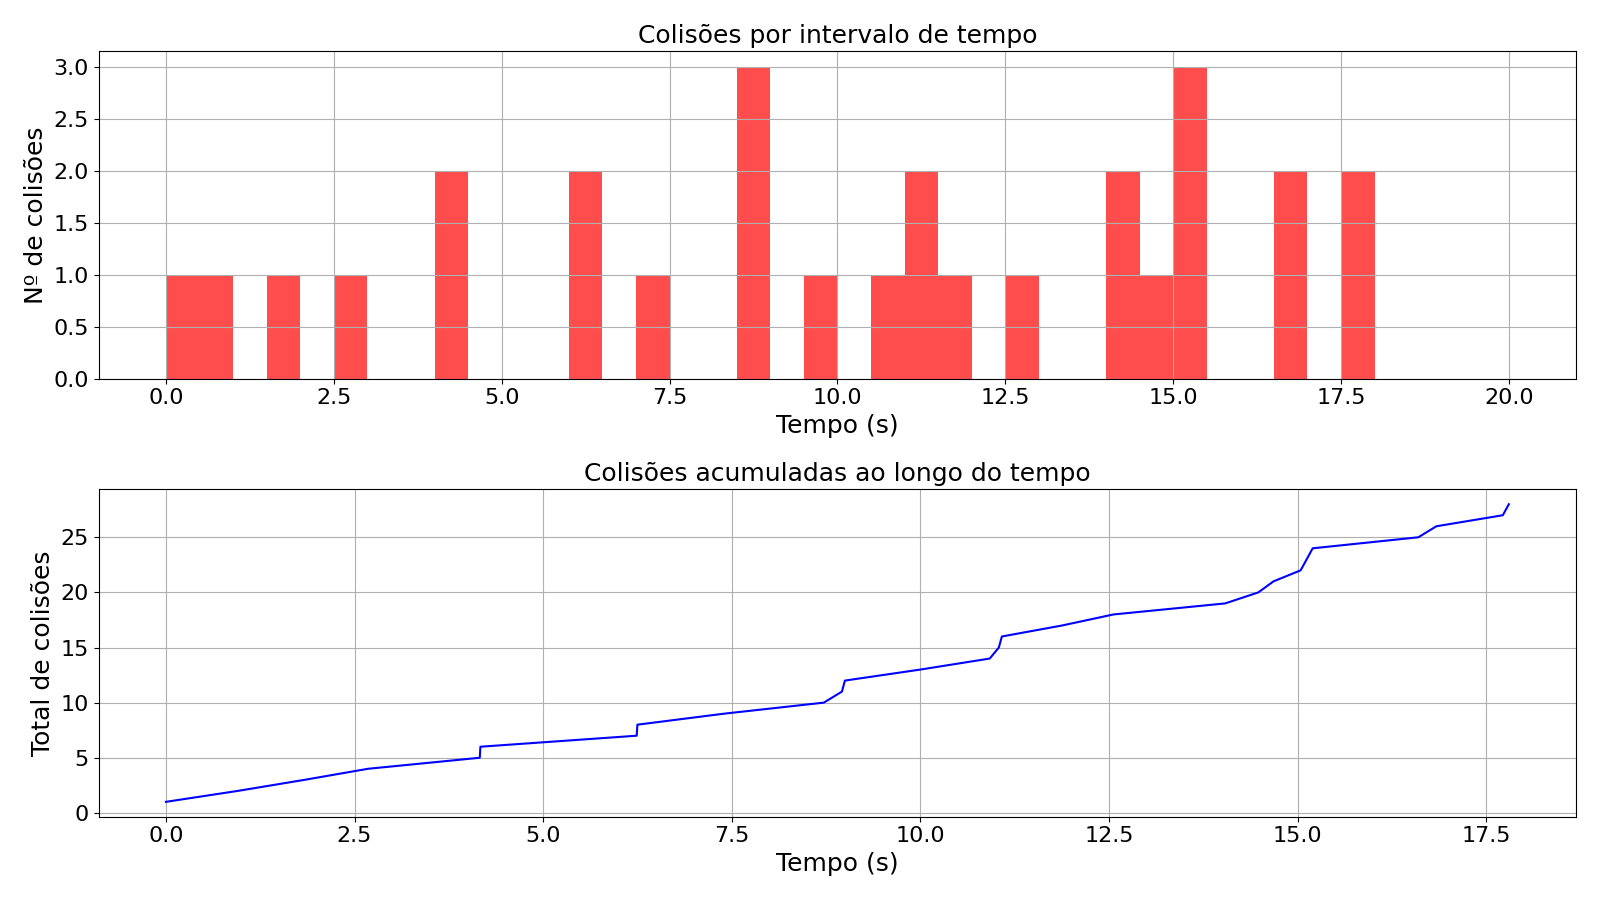 Colisões por intervalo de tempo
Nº de colisões
3.0
2.5
2.0
1.5
1.0
0.5
0.0
0.0 2.5 5.0 7.5 10.0 12.5 15.0 17.5 20.0
Tempo (s)
Colisões acumuladas ao longo do tempo
Total de colisões
25
20
15
10
5
0
0.0 2.5 5.0 7.5 10.0 12.5 15.0 17.5
Tempo (s)